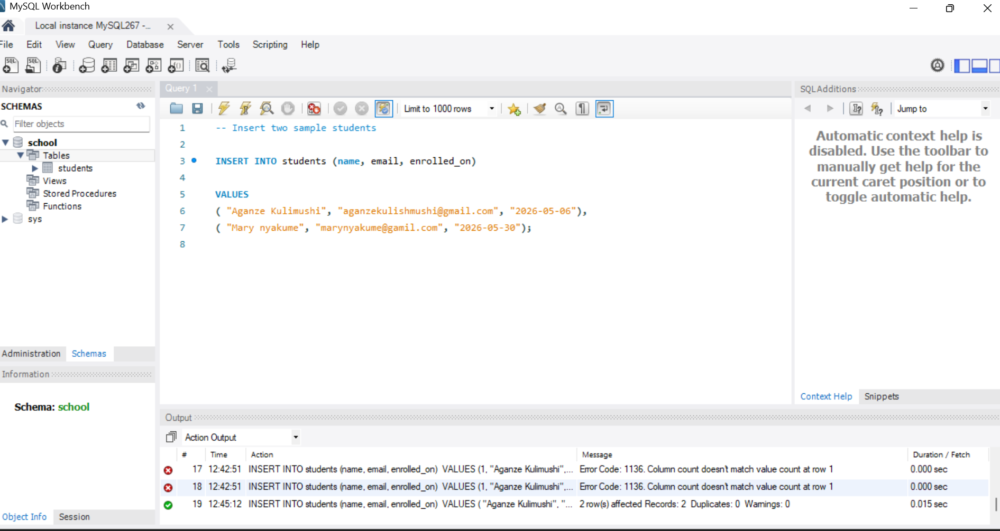 MySQL Workbench
Local instance MySQL267 -...
File Edit View Query Database Server Tools Scripting Help
Navigator
SCHEMAS
Filter objects
school
Tables
students
Views
Stored Procedures
Functions
sys
Administration Schemas
Information
Schema: school
Object Info Session
Query 1
Limit to 1000 rows
1 -- Insert two sample students
2
3 INSERT INTO students (name, email, enrolled_on)
4
5 VALUES
6 ( "Aganze Kulimushi", "aganzekulishmushi@gmail.com", "2026-05-06"),
7 ( "Mary nyakume", "marynyakume@gamil.com", "2026-05-30");
8
SQLAdditions
Jump to
Automatic context help is
disabled. Use the toolbar to
manually get help for the
current caret position or to
toggle automatic help.
Context Help Snippets
Output
Action Output
# Time Action Message Duration / Fetch
17 12:42:51 INSERT INTO students (name, email, enrolled_on) VALUES (1, "Aganze Kulimushi",... Error Code: 1136. Column count doesn't match value count at row 1 0.000 sec
18 12:42:51 INSERT INTO students (name, email, enrolled_on) VALUES (1, "Aganze Kulimushi",... Error Code: 1136. Column count doesn't match value count at row 1 0.000 sec
19 12:45:12 INSERT INTO students (name, email, enrolled_on) VALUES ( "Aganze Kulimushi", "... 2 row(s) affected Records: 2 Duplicates: 0 Warnings: 0 0.015 sec